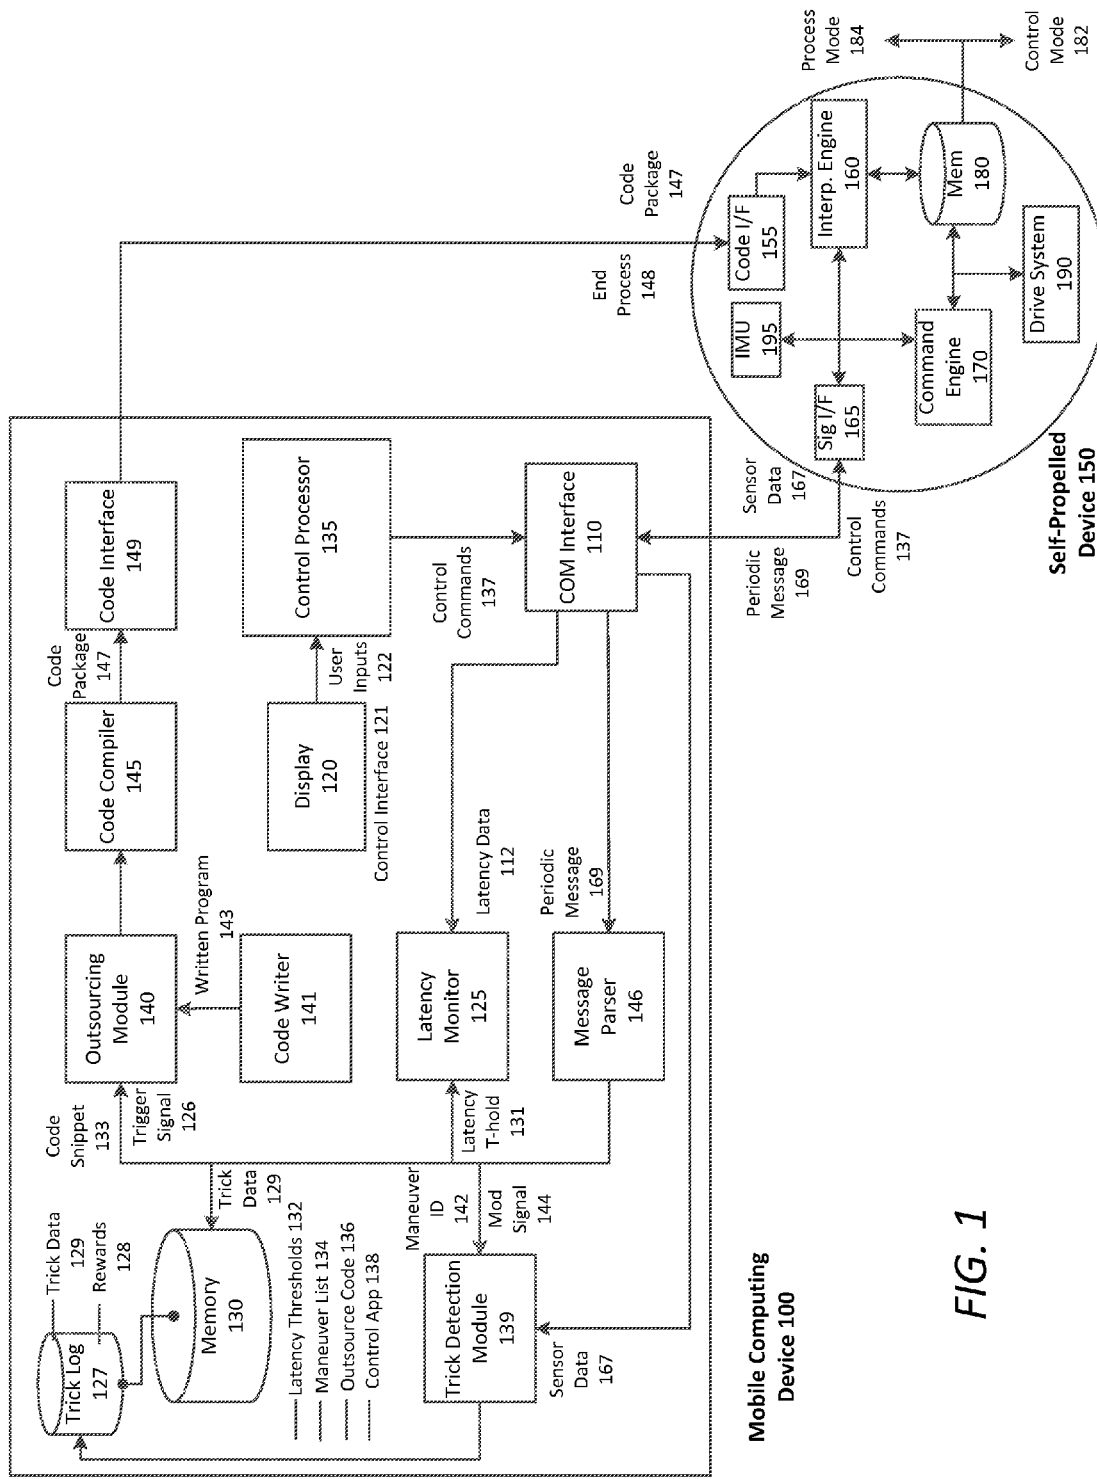 Trick Data
129
Rewards
128
Trick Log
127
Memory
130
Latency Thresholds 132
Maneuver List 134
Outsource Code 136
Control App 138
Trick
Data
129
Code
Snippet
133
Trigger
Signal
126
Outsourcing
Module
140
Written Program
143
Code Writer
141
Code Compiler
145
Code
Package
147
Code Interface
149
Display
120
Control Interface 121
User
Inputs
122
Control Processor
135
Control
Commands
137
COM Interface
110
Latency Data
112
Latency
Monitor
125
Latency
T-hold
131
Periodic
Message
169
Message
Parser
146
Maneuver
ID
142
Mod
Signal
144
Trick Detection
Module
139
Sensor
Data
167
Mobile Computing
Device 100
End
Process
148
Code
Package
147
Periodic
Message
169
Sensor
Data
167
Control
Commands
137
Code I/F
155
IMU
195
Sig I/F
165
Interp. Engine
160
Command
Engine
170
Mem
180
Drive System
190
Process
Mode
184
Control
Mode
182
Self-Propelled
Device 150
FIG. 1